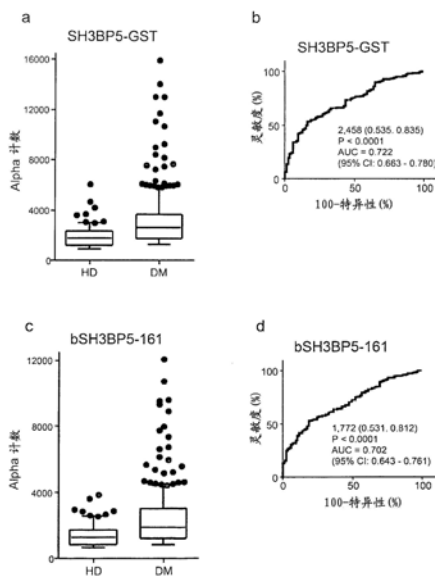 a
SH3BP5-GST
Alpha 计数
16000
12000
8000
4000
0
HD
DM
b
SH3BP5-GST
灵敏度(%)
100
50
0
2,458 (0.535. 0.835)
P < 0.0001
AUC = 0.722
(95% CI: 0.663 - 0.780)
0
50
100
100-特异性(%)
c
bSH3BP5-161
Alpha 计数
12000
8000
4000
0
HD
DM
d
bSH3BP5-161
灵敏度(%)
100
50
0
1,772 (0.531. 0.812)
P < 0.0001
AUC = 0.702
(95% CI: 0.643 - 0.761)
0
50
100
100-特异性(%)